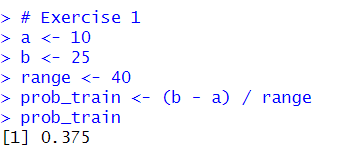 > # Exercise 1
> a <- 10
> b <- 25
> range <- 40
> prob_train <- (b - a) / range
> prob_train
[1] 0.375